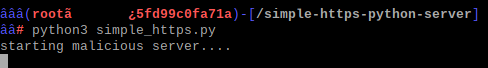 âââ(rootã ¿5fd99c0fa71a)-[/simple-https-python-server]
ââ# python3 simple_https.py
starting malicious server....